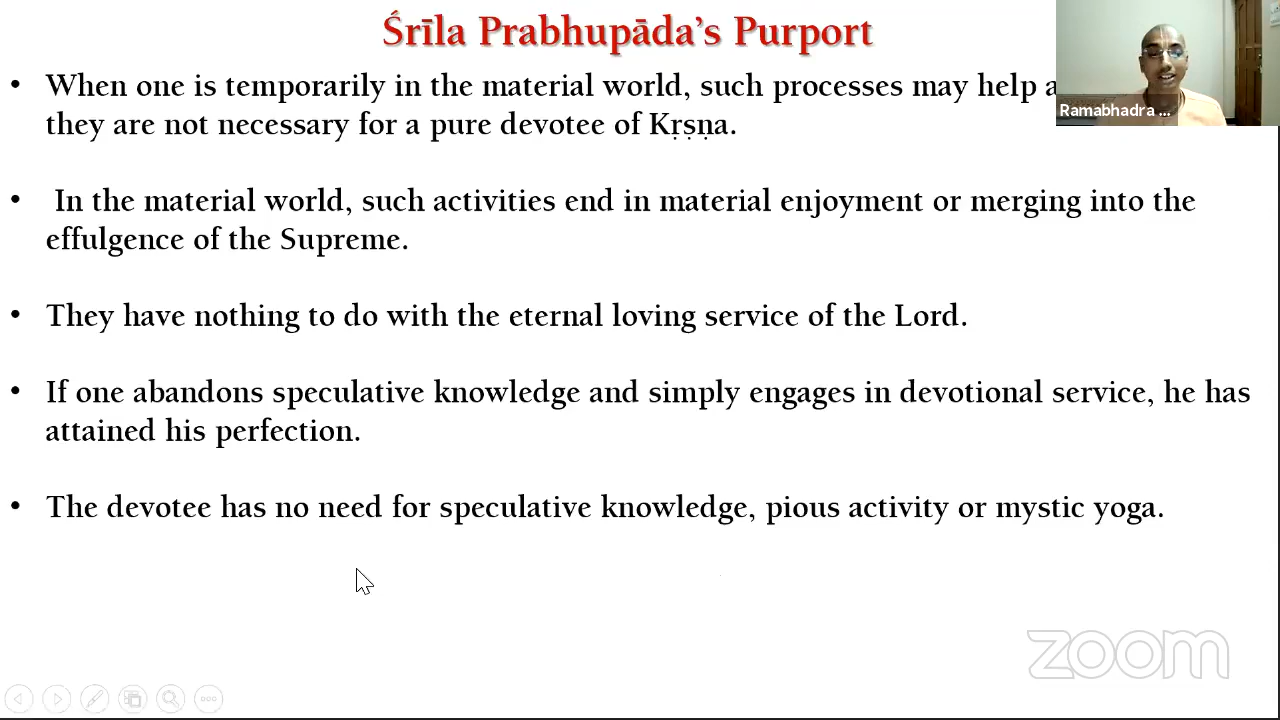 Śrīla Prabhupāda's Purport
• When one is temporarily in the material world, such processes may help
they are not necessary for a pure devotee of Kṛṣṇa.
• In the material world, such activities end in material enjoyment or merging into the
effulgence of the Supreme.
• They have nothing to do with the eternal loving service of the Lord.
• If one abandons speculative knowledge and simply engages in devotional service, he has
attained his perfection.
• The devotee has no need for speculative knowledge, pious activity or mystic yoga.
Ramabhadra ...
zoom